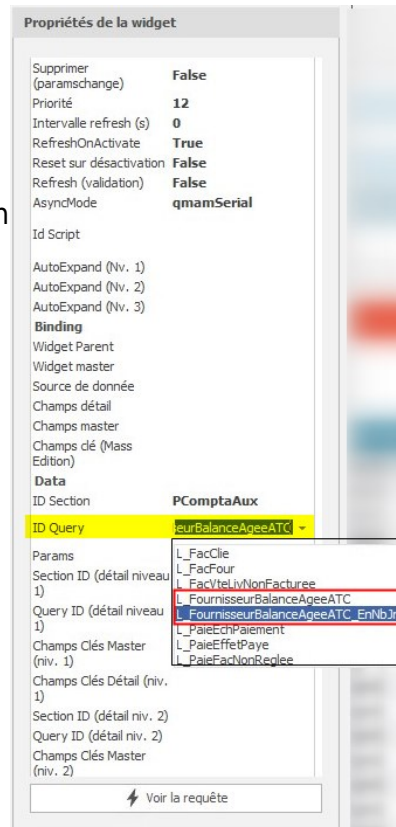 Propriétés de la widget
Supprimer
(paramschange) False
Priorité 12
Intervalle refresh (s) 0
RefreshOnActivate True
Reset sur désactivation False
Refresh (validation) False
AsyncMode qmamSerial
n
Id Script
AutoExpand (Nv. 1)
AutoExpand (Nv. 2)
AutoExpand (Nv. 3)
Binding
Widget Parent
Widget master
Source de donnée
Champs détail
Champs master
Champs clé (Mass
Edition)
Data
ID Section PComptaAux
ID Query seurBalanceAgeeATC
L_FacClie
L_FacFour
L_FacVteLivNonFacturee
L_FournisseurBalanceAgeeATC
L_FournisseurBalanceAgeeATC_EnNbJr
L_PaieEchPaiement
L_PaieEffetPaye
L_PaieFacNonReglee
Params
Section ID (détail niveau
1)
Query ID (détail niveau
1)
Champs Clés Master
(niv. 1)
Champs Clés Détail (niv.
1)
Section ID (détail niv. 2)
Query ID (détail niv. 2)
Champs Clés Master
(niv. 2)
Voir la requête